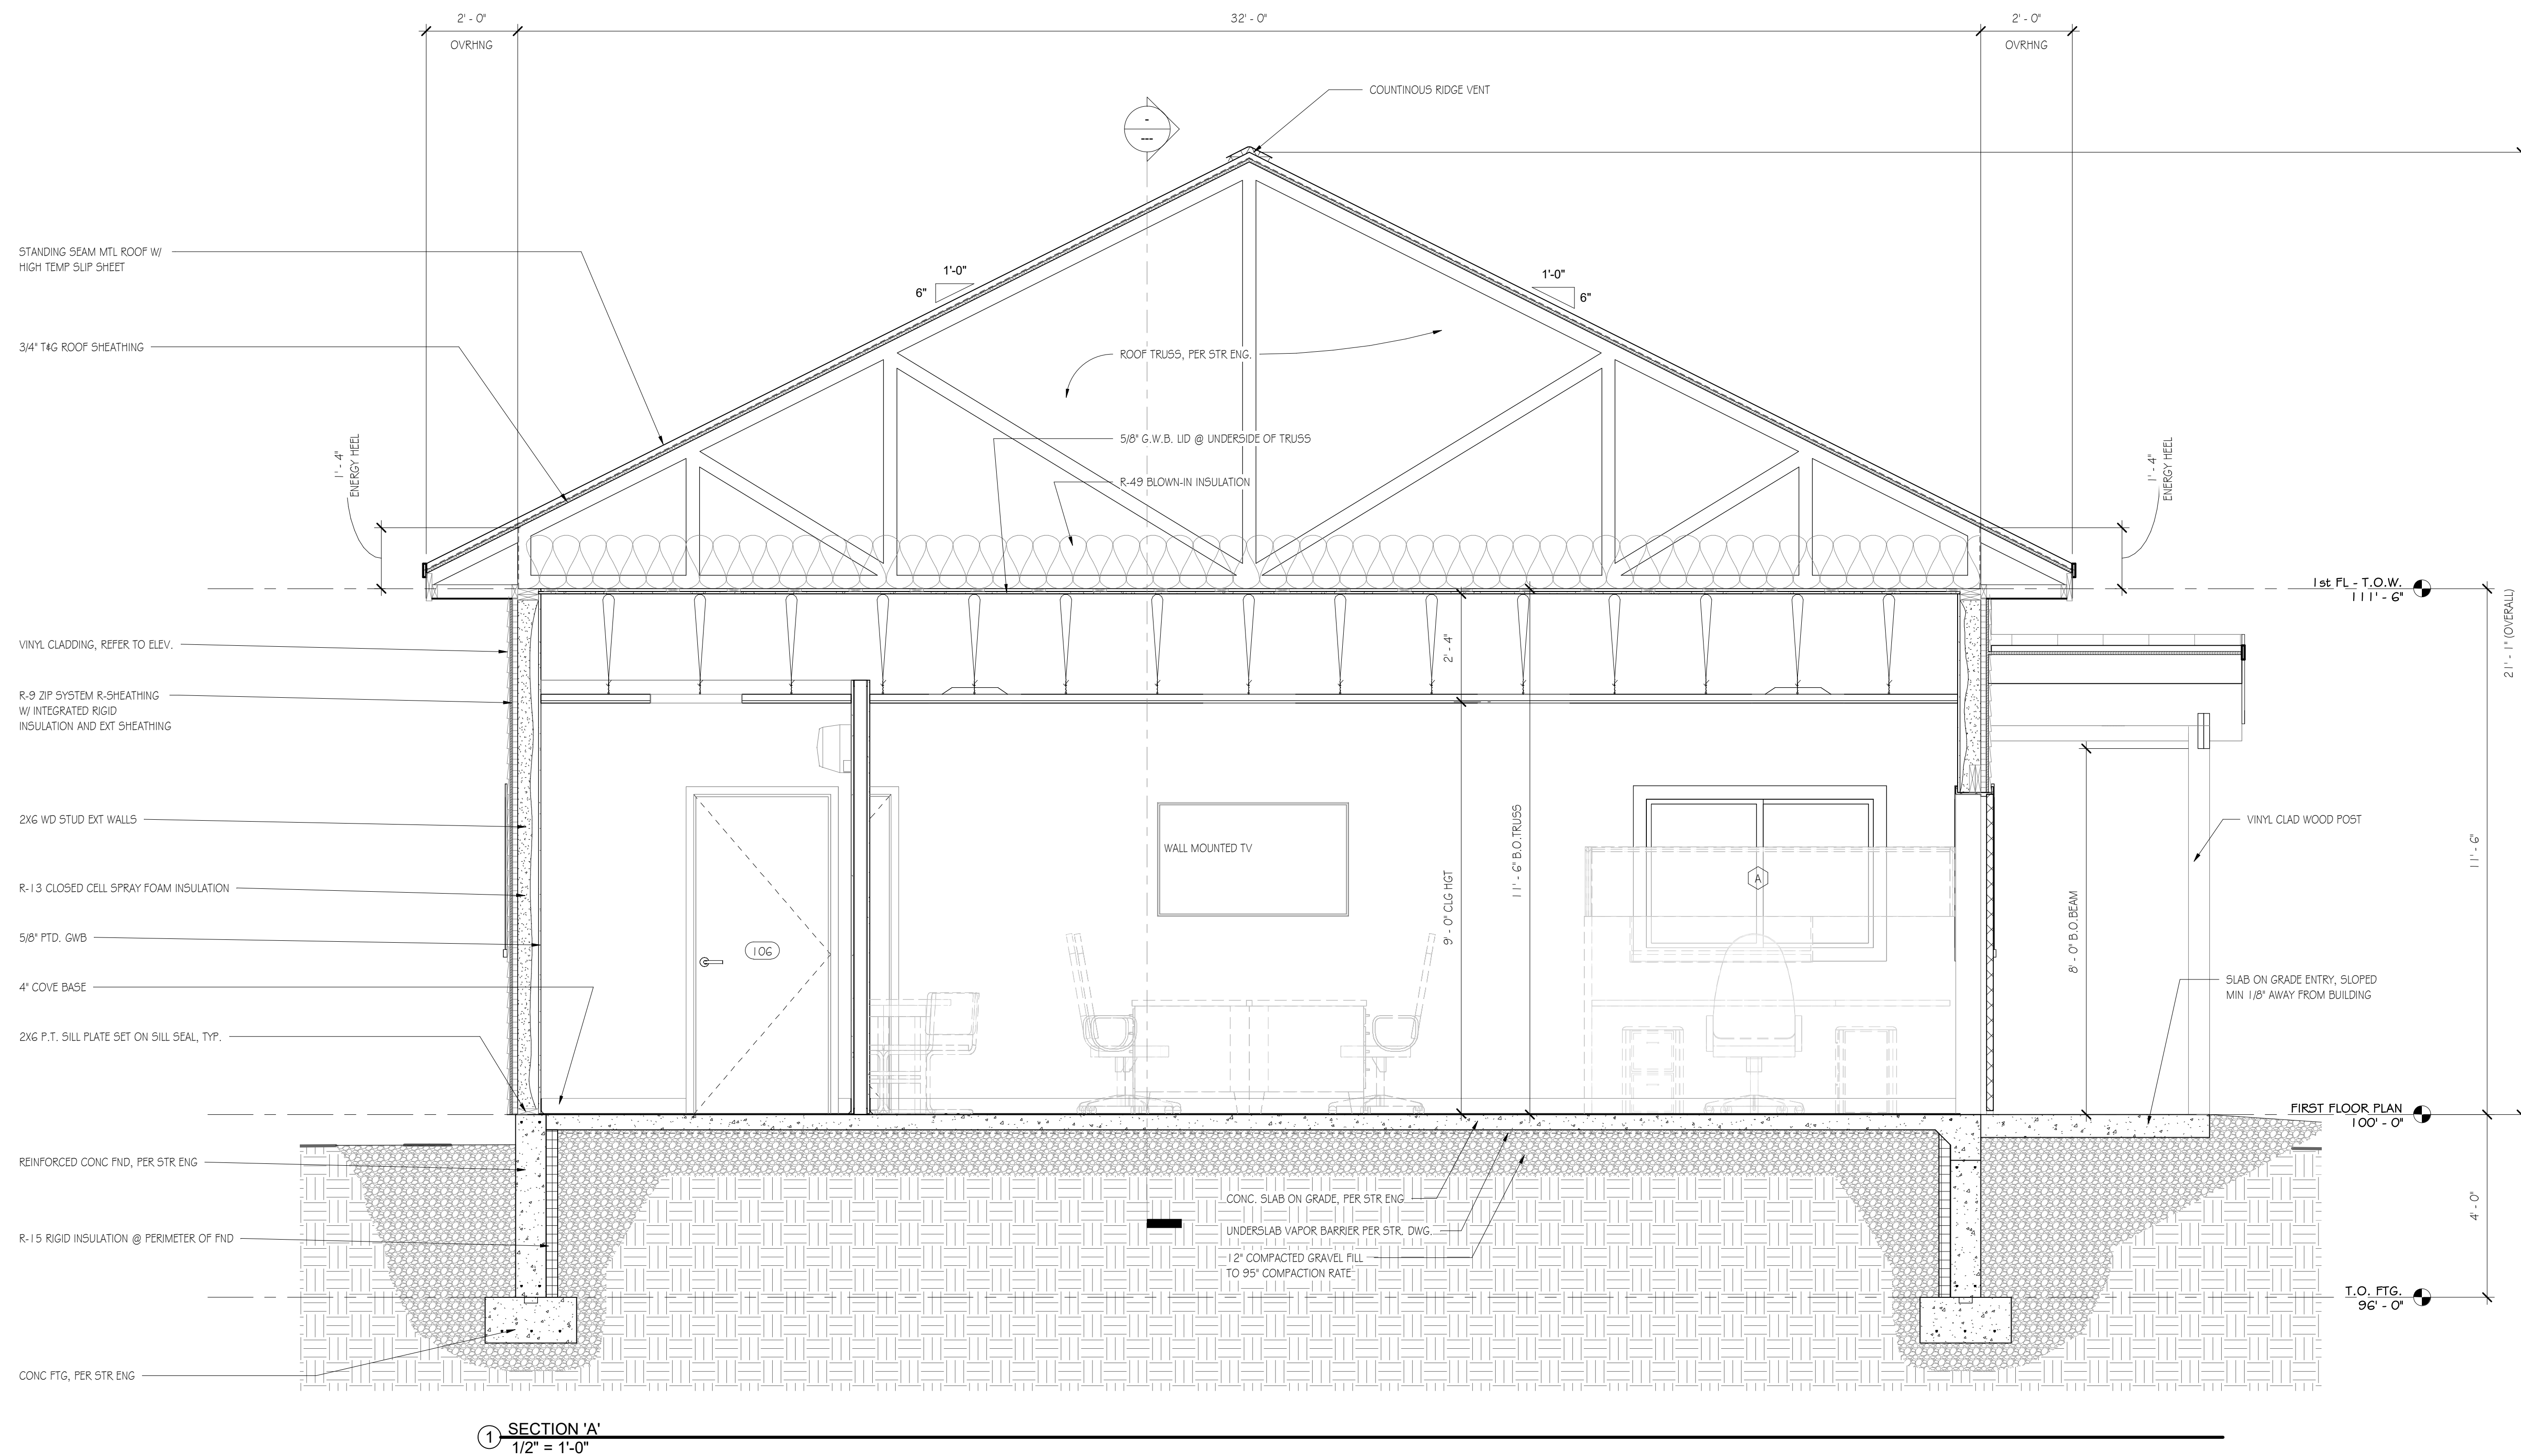 2' - 0"
32' - 0"
2' - 0"
OVRHNG
OVRHNG
COUNTINOUS RIDGE VENT
-
---
STANDING SEAM MTL ROOF W/
HIGH TEMP SLIP SHEET
1'-0"
6"
1'-0"
6"
3/4" T&G ROOF SHEATHING
ROOF TRUSS, PER STR ENG.
5/8" G.W.B. LID @ UNDERSIDE OF TRUSS
R-49 BLOWN-IN INSULATION
1' - 4"
ENERGY HEEL
1' - 4"
ENERGY HEEL
1st FL - T.O.W.
111' - 6"
VINYL CLADDING, REFER TO ELEV.
2' - 4"
21' - 1" (OVERALL)
R-9 ZIP SYSTEM R-SHEATHING
W/ INTEGRATED RIGID
INSULATION AND EXT SHEATHING
2X6 WD STUD EXT WALLS
WALL MOUNTED TV
VINYL CLAD WOOD POST
11' - 6" B.O.TRUSS
11' - 6"
A
R-13 CLOSED CELL SPRAY FOAM INSULATION
9' - 0" CLG HGT
8' - 0" B.O.BEAM
5/8" PTD. GWB
106
4" COVE BASE
SLAB ON GRADE ENTRY, SLOPED
MIN 1/8" AWAY FROM BUILDING
2X6 P.T. SILL PLATE SET ON SILL SEAL, TYP.
FIRST FLOOR PLAN
100' - 0"
REINFORCED CONC FND, PER STR ENG
CONC. SLAB ON GRADE, PER STR ENG
4' - 0"
UNDERSLAB VAPOR BARRIER PER STR. DWG.
R-15 RIGID INSULATION @ PERIMETER OF FND
12" COMPACTED GRAVEL FILL
TO 95" COMPACTION RATE
T.O. FTG.
96' - 0"
CONC FTG, PER STR ENG
1
SECTION 'A'
1/2" = 1'-0"